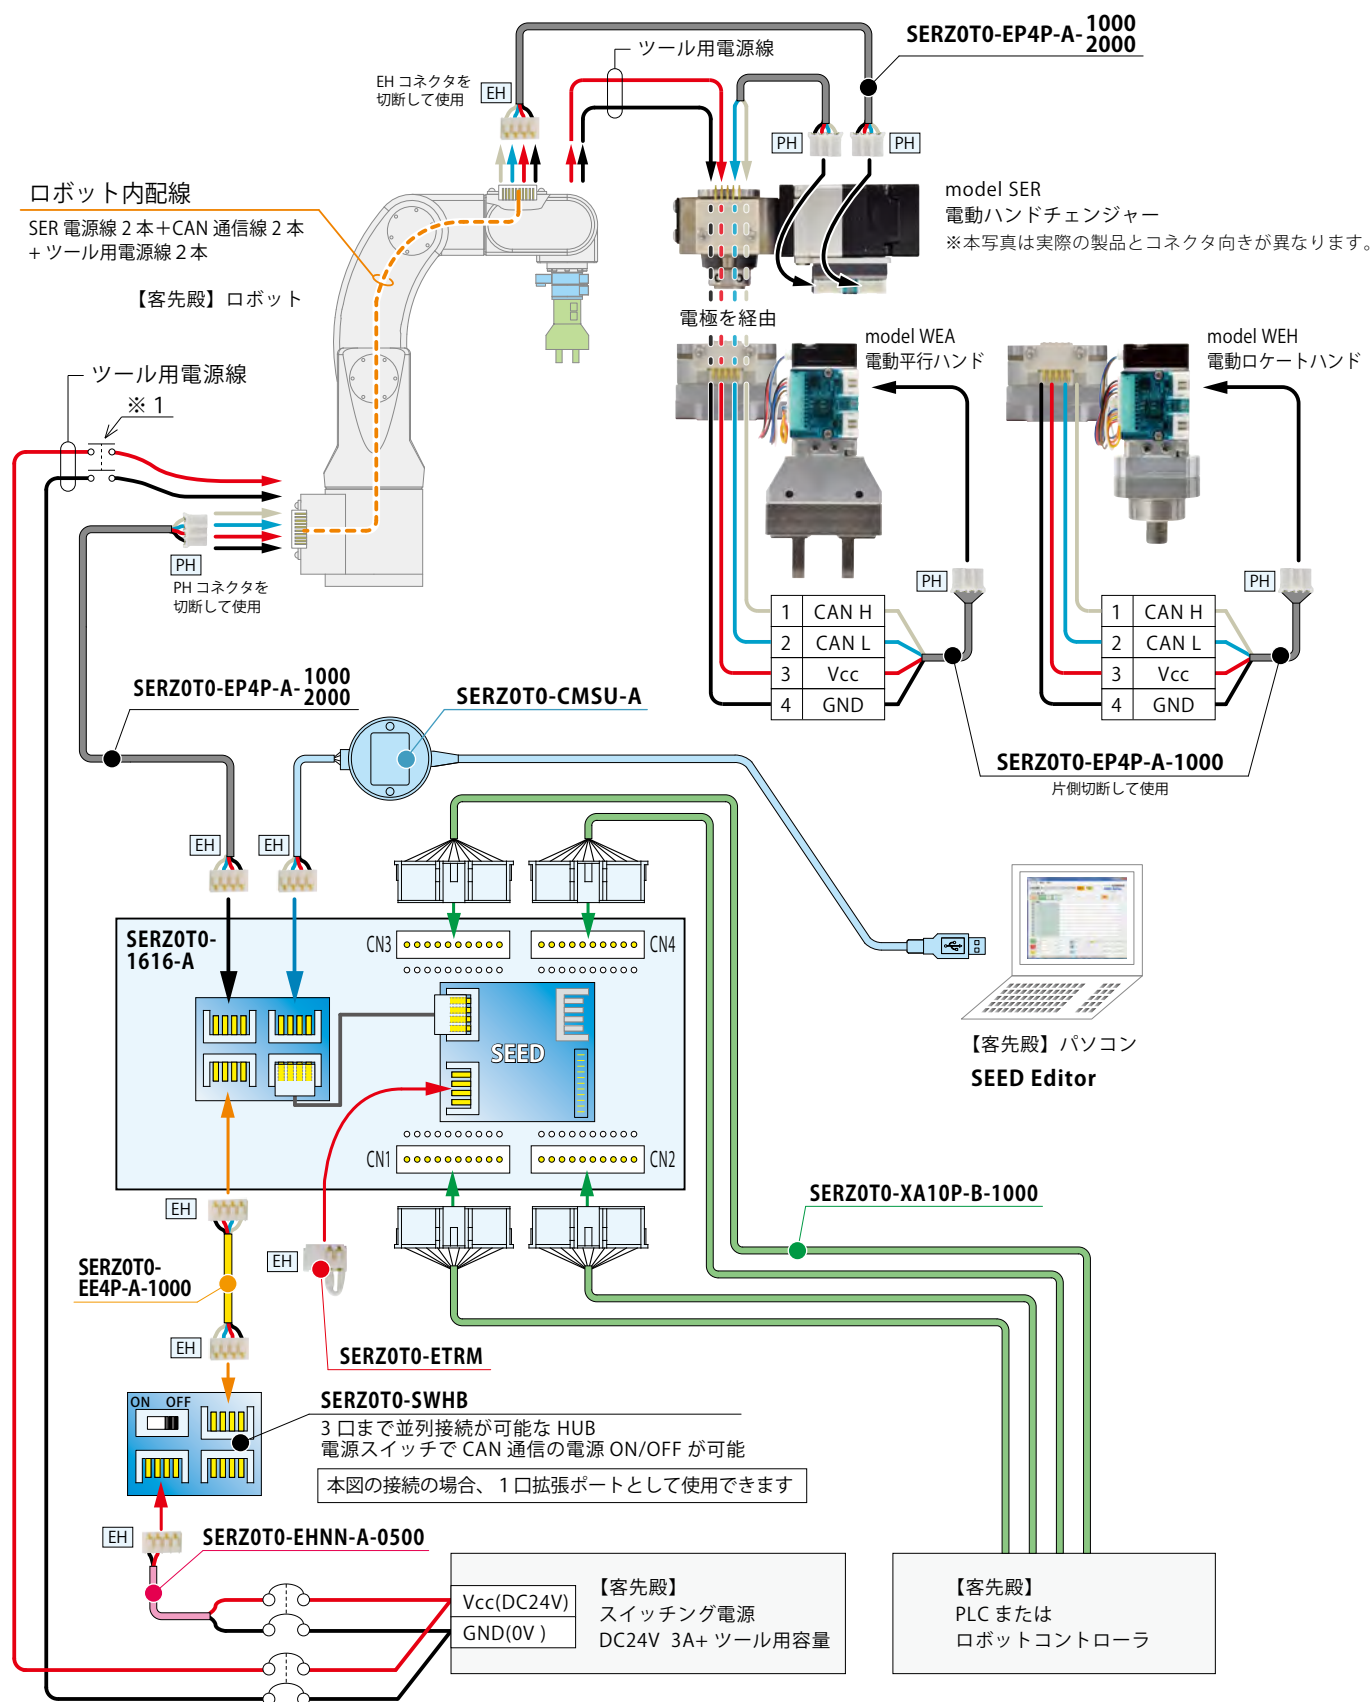 SERZ0T0-EP4P-A-1000
2000
ツール用電源線
EH コネクタを
切断して使用
EH
PH
PH
ロボット内配線
SER 電源線 2 本＋CAN 通信線 2 本
+ ツール用電源線 2 本
【客先殿】ロボット
model SER
電動ハンドチェンジャー
※本写真は実際の製品とコネクタ向きが異なります。
電極を経由
model WEA
電動平行ハンド
model WEH
電動ロケートハンド
ツール用電源線
※ 1
PH
PH コネクタを
切断して使用
PH
PH
1 CAN H
2 CAN L
3 Vcc
4 GND
1 CAN H
2 CAN L
3 Vcc
4 GND
SERZ0T0-EP4P-A-1000
2000
SERZ0T0-CMSU-A
SERZ0T0-EP4P-A-1000
片側切断して使用
EH
EH
SERZ0T0-
1616-A
CN3
CN4
SEED
CN1
CN2
【客先殿】パソコン
SEED Editor
EH
SERZ0T0-XA10P-B-1000
EH
SERZ0T0-
EE4P-A-1000
EH
SERZ0T0-ETRM
ON OFF
SERZ0T0-SWHB
3 口まで並列接続が可能な HUB
電源スイッチで CAN 通信の電源 ON/OFF が可能
本図の接続の場合、 1 口拡張ポートとして使用できます
EH
SERZ0T0-EHNN-A-0500
Vcc(DC24V)
GND(0V )
【客先殿】
スイッチング電源
DC24V 3A+ ツール用容量
【客先殿】
PLC または
ロボットコントローラ